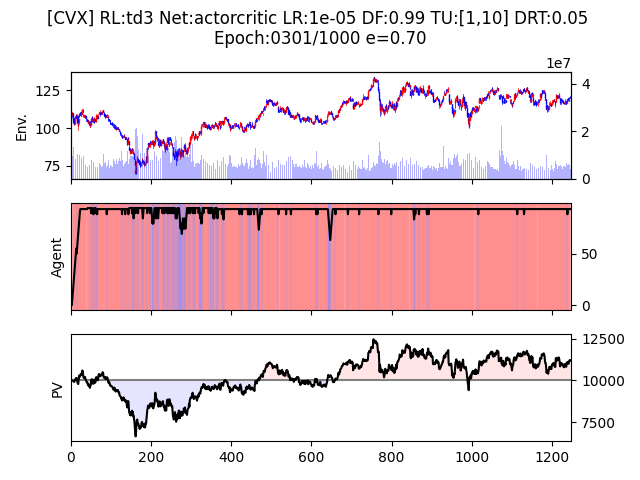 [CVX] RL:td3 Net:actorcritic LR:1e-05 DF:0.99 TU:[1,10] DRT:0.05
Epoch:0301/1000 e=0.70
1e7
125
100
75
Env.
4
2
0
Agent
50
0
PV
12500
10000
7500
0 200 400 600 800 1000 1200